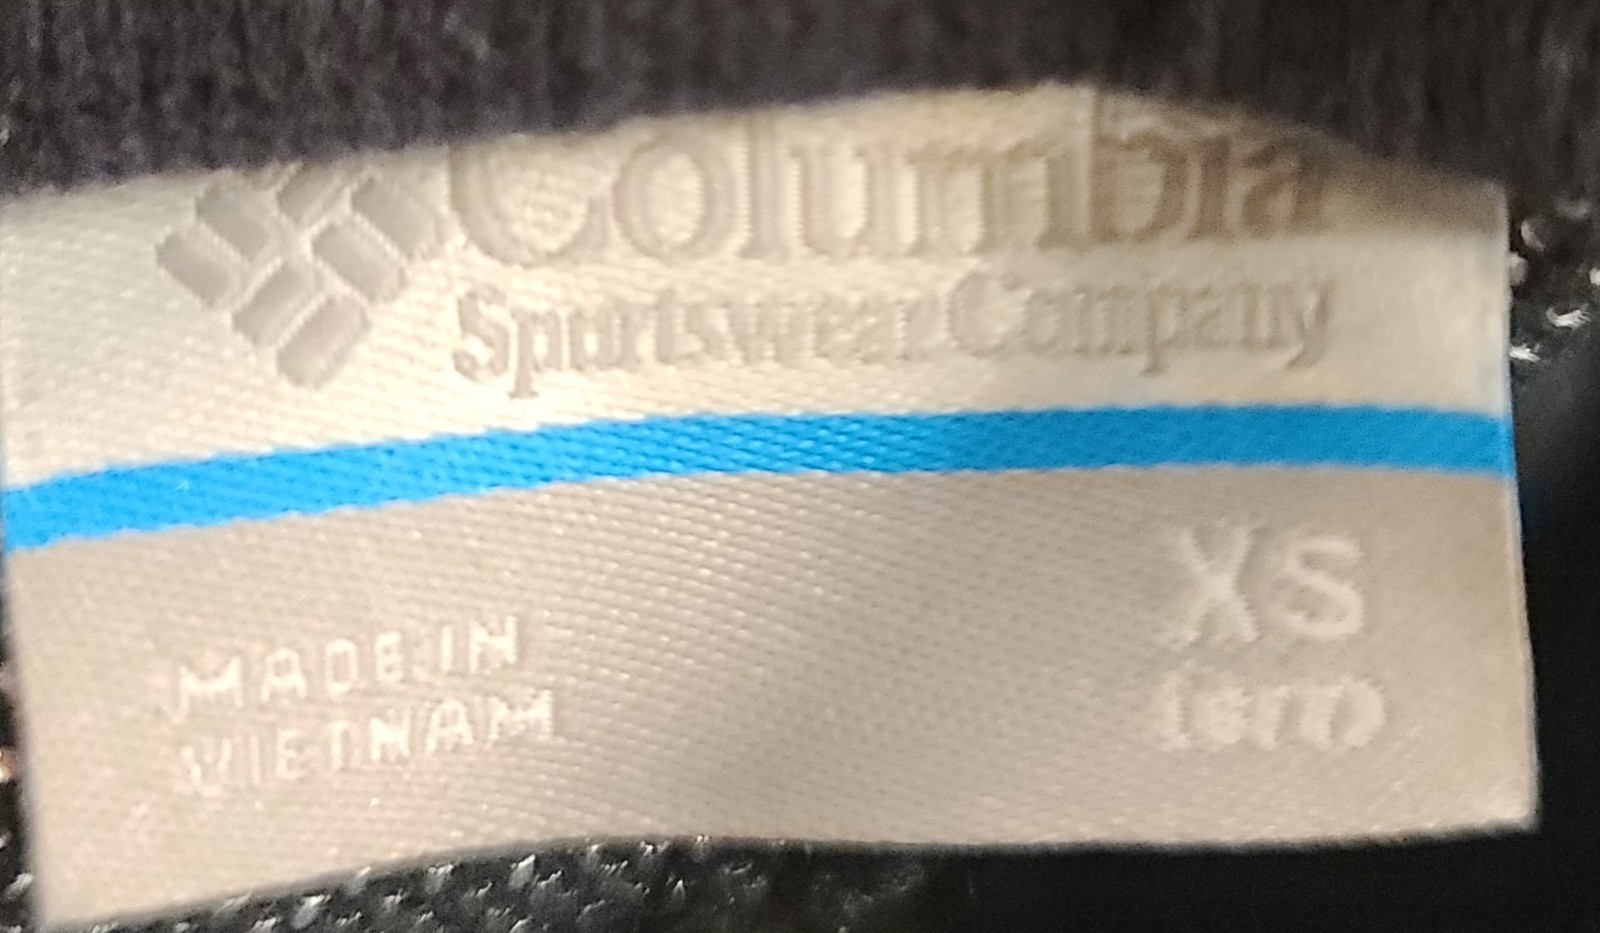 Columbia
Sportswear Company
XS
MADE IN
VIETNAM